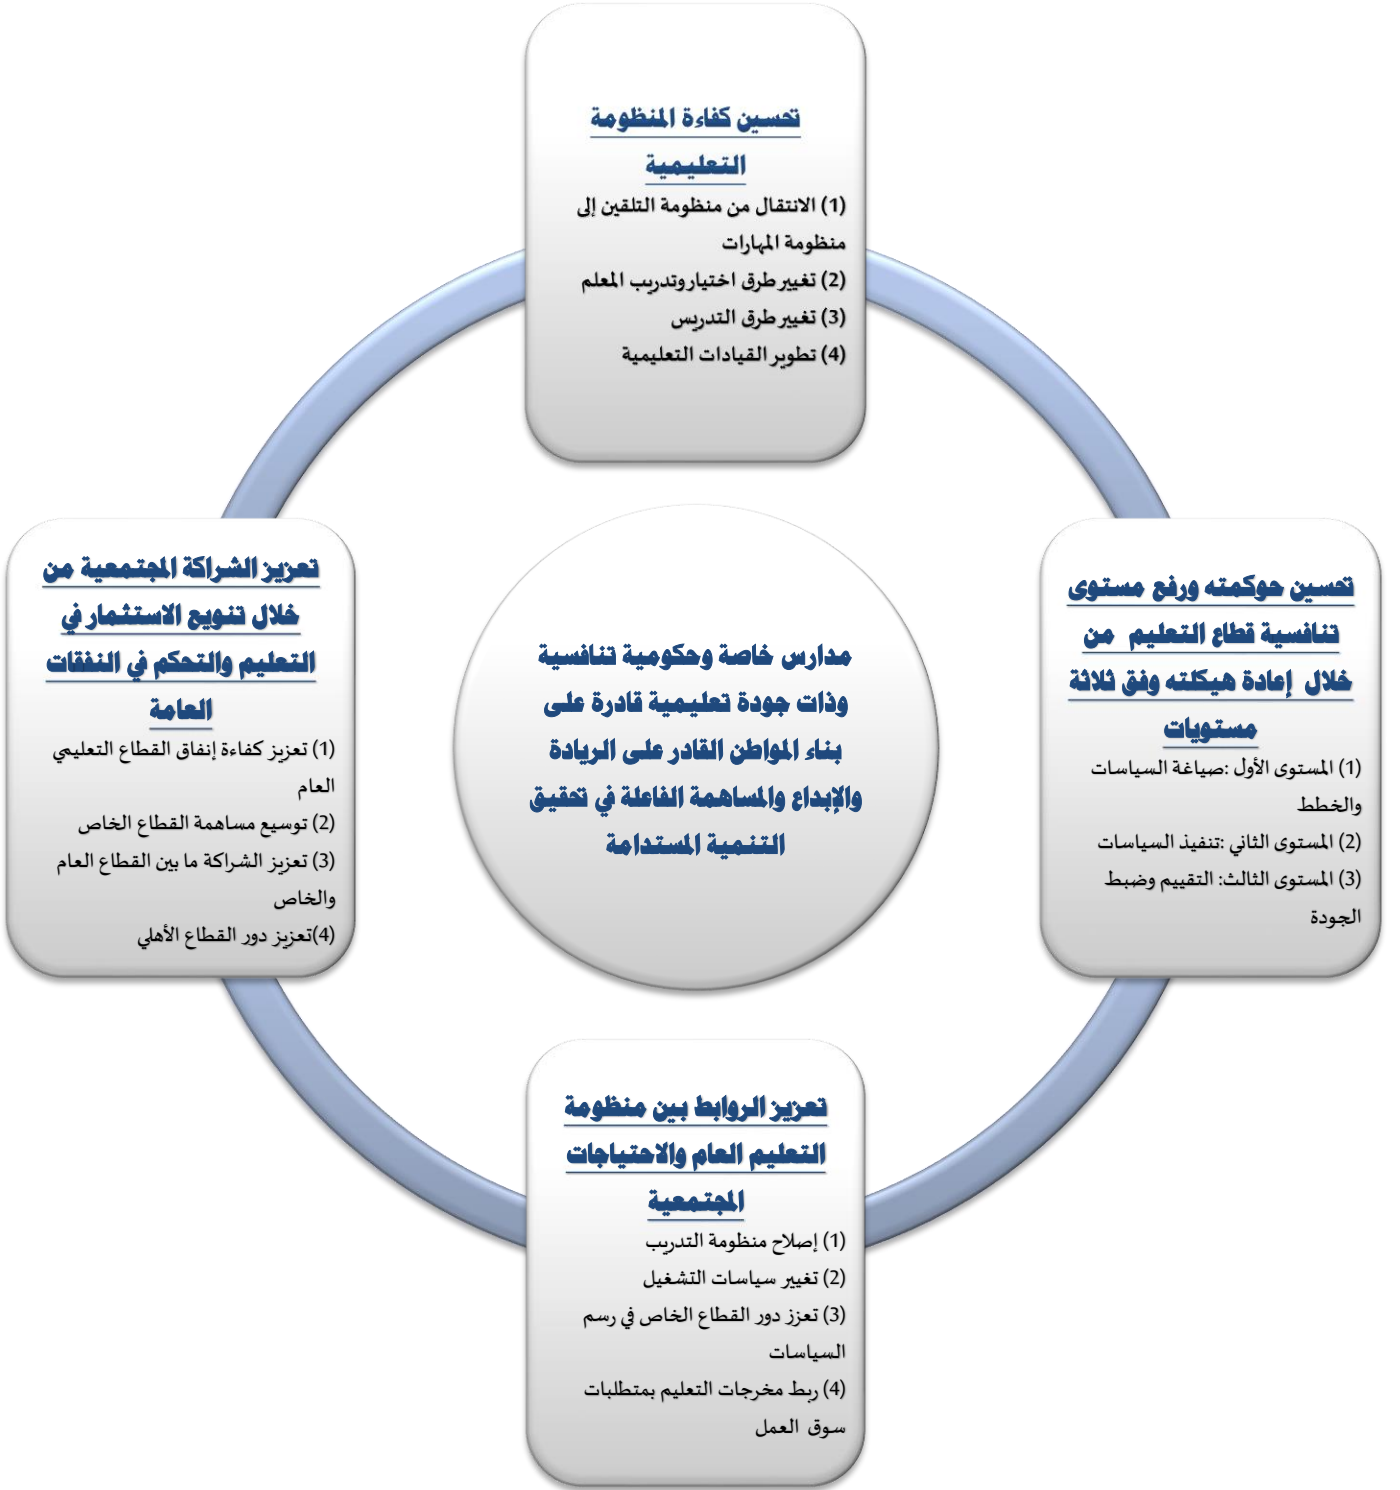 تحسين كفاءة المنظومة
التعليمية
(1) الانتقال من منظومة التلقين إلى
منظومة المهارات
(2) تغيير طرق اختيار وتدريب المعلم
(3) تغيير طرق التدريس
(4) تطوير القيادات التعليمية
تحسين حوكمته ورفع مستوى
تنافسية قطاع التعليم من
خلال إعادة هيكلته وفق ثلاثة
مستويات
(1) المستوى الأول :صياغة السياسات
والخطط
(2) المستوى الثاني :تنفيذ السياسات
(3) المستوى الثالث: التقييم وضبط
الجودة
مدارس خاصة وحكومية تنافسية
وذات جودة تعليمية قادرة على
بناء المواطن القادر على الريادة
والإبداع والمساهمة الفاعلة في تحقيق
التنمية المستدامة
تعزيز الشراكة المجتمعية من
خلال تنويع الاستثمار في
التعليم والتحكم في النفقات
العامة
(1) تعزيز كفاءة إنفاق القطاع التعليمي
العام
(2) توسيع مساهمة القطاع الخاص
(3) تعزيز الشراكة ما بين القطاع العام
والخاص
(4)تعزيز دور القطاع الأهلي
تعزيز الروابط بين منظومة
التعليم العام والاحتياجات
المجتمعية
(1) إصلاح منظومة التدريب
(2) تغيير سياسات التشغيل
(3) تعزز دور القطاع الخاص في رسم
السياسات
(4) ربط مخرجات التعليم بمتطلبات
سوق العمل